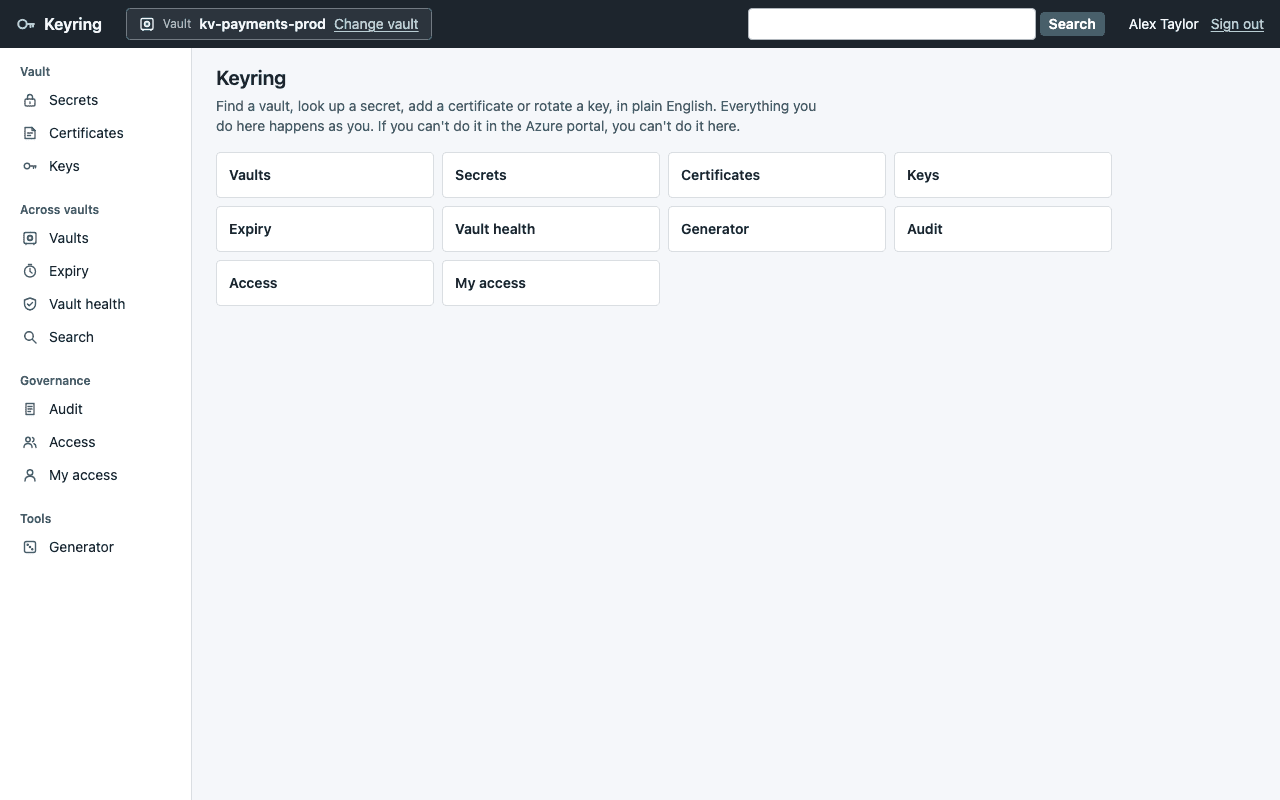 Keyring
Vault kv-payments-prod Change vault
Search
Alex Taylor
Sign out
Vault
Secrets
Certificates
Keys
Across vaults
Vaults
Expiry
Vault health
Search
Governance
Audit
Access
My access
Tools
Generator
Keyring
Find a vault, look up a secret, add a certificate or rotate a key, in plain English. Everything you
do here happens as you. If you can't do it in the Azure portal, you can't do it here.
Vaults
Secrets
Certificates
Keys
Expiry
Vault health
Generator
Audit
Access
My access